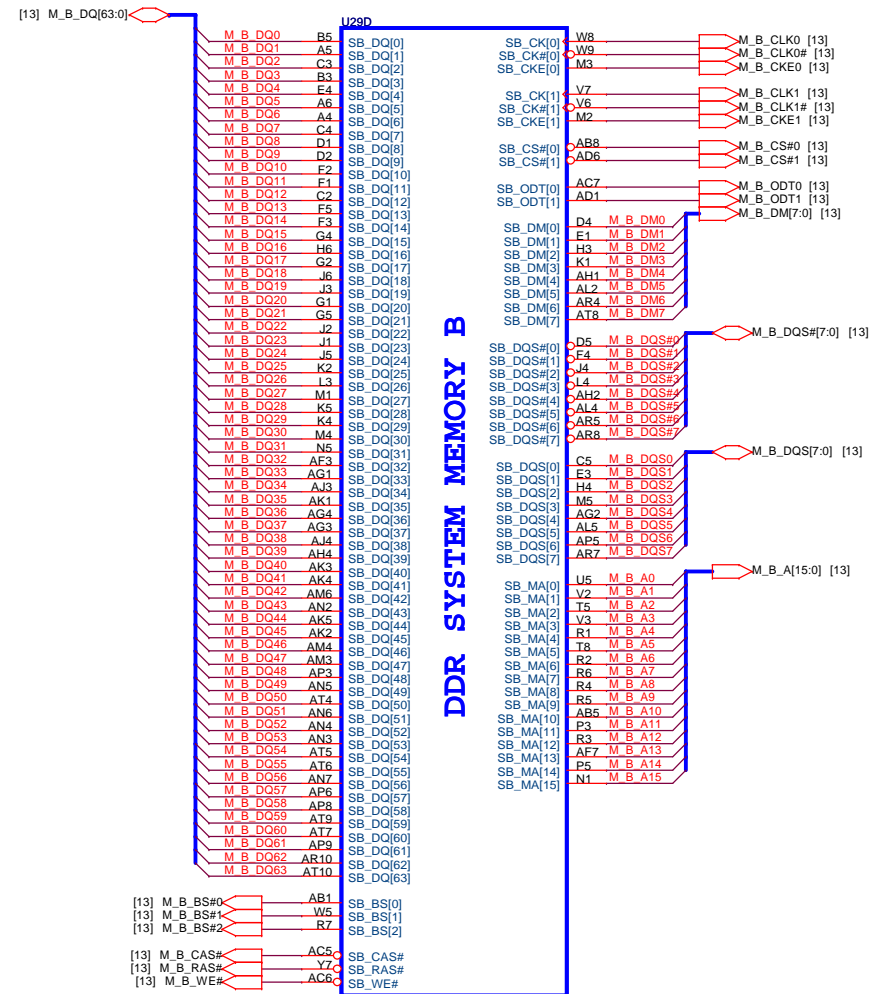 [13] M_B_DQ[63:0]
U29D
M_B_DQ0 B5 SB_DQ[0]
M_B_DQ1 A5 SB_DQ[1]
M_B_DQ2 C3 SB_DQ[2]
M_B_DQ3 B3 SB_DQ[3]
M_B_DQ4 E4 SB_DQ[4]
M_B_DQ5 A6 SB_DQ[5]
M_B_DQ6 A4 SB_DQ[6]
M_B_DQ7 C4 SB_DQ[7]
M_B_DQ8 D1 SB_DQ[8]
M_B_DQ9 D2 SB_DQ[9]
M_B_DQ10 F2 SB_DQ[10]
M_B_DQ11 F1 SB_DQ[11]
M_B_DQ12 C2 SB_DQ[12]
M_B_DQ13 F5 SB_DQ[13]
M_B_DQ14 F3 SB_DQ[14]
M_B_DQ15 G4 SB_DQ[15]
M_B_DQ16 H6 SB_DQ[16]
M_B_DQ17 G2 SB_DQ[17]
M_B_DQ18 J6 SB_DQ[18]
M_B_DQ19 J3 SB_DQ[19]
M_B_DQ20 G1 SB_DQ[20]
M_B_DQ21 G5 SB_DQ[21]
M_B_DQ22 J2 SB_DQ[22]
M_B_DQ23 J1 SB_DQ[23]
M_B_DQ24 J5 SB_DQ[24]
M_B_DQ25 K2 SB_DQ[25]
M_B_DQ26 L3 SB_DQ[26]
M_B_DQ27 M1 SB_DQ[27]
M_B_DQ28 K5 SB_DQ[28]
M_B_DQ29 K4 SB_DQ[29]
M_B_DQ30 M4 SB_DQ[30]
M_B_DQ31 N5 SB_DQ[31]
M_B_DQ32 AF3 SB_DQ[32]
M_B_DQ33 AG1 SB_DQ[33]
M_B_DQ34 AJ3 SB_DQ[34]
M_B_DQ35 AK1 SB_DQ[35]
M_B_DQ36 AG4 SB_DQ[36]
M_B_DQ37 AG3 SB_DQ[37]
M_B_DQ38 AJ4 SB_DQ[38]
M_B_DQ39 AH4 SB_DQ[39]
M_B_DQ40 AK3 SB_DQ[40]
M_B_DQ41 AK4 SB_DQ[41]
M_B_DQ42 AM6 SB_DQ[42]
M_B_DQ43 AN2 SB_DQ[43]
M_B_DQ44 AK5 SB_DQ[44]
M_B_DQ45 AK2 SB_DQ[45]
M_B_DQ46 AM4 SB_DQ[46]
M_B_DQ47 AM3 SB_DQ[47]
M_B_DQ48 AP3 SB_DQ[48]
M_B_DQ49 AN5 SB_DQ[49]
M_B_DQ50 AT4 SB_DQ[50]
M_B_DQ51 AN6 SB_DQ[51]
M_B_DQ52 AN4 SB_DQ[52]
M_B_DQ53 AN3 SB_DQ[53]
M_B_DQ54 AT5 SB_DQ[54]
M_B_DQ55 AT6 SB_DQ[55]
M_B_DQ56 AN7 SB_DQ[56]
M_B_DQ57 AP6 SB_DQ[57]
M_B_DQ58 AP8 SB_DQ[58]
M_B_DQ59 AT9 SB_DQ[59]
M_B_DQ60 AT7 SB_DQ[60]
M_B_DQ61 AP9 SB_DQ[61]
M_B_DQ62 AR10 SB_DQ[62]
M_B_DQ63 AT10 SB_DQ[63]
[13] M_B_BS#0 AB1 SB_BS[0]
[13] M_B_BS#1 W5 SB_BS[1]
[13] M_B_BS#2 R7 SB_BS[2]
[13] M_B_CAS# AC5 SB_CAS#
[13] M_B_RAS# Y7 SB_RAS#
[13] M_B_WE# AC6 SB_WE#
DDR SYSTEM MEMORY B
SB_CK[0] W8 M_B_CLK0 [13]
SB_CK#[0] W9 M_B_CLK0# [13]
SB_CKE[0] M3 M_B_CKE0 [13]
SB_CK[1] V7 M_B_CLK1 [13]
SB_CK#[1] V6 M_B_CLK1# [13]
SB_CKE[1] M2 M_B_CKE1 [13]
SB_CS#[0] AB8 M_B_CS#0 [13]
SB_CS#[1] AD6 M_B_CS#1 [13]
SB_ODT[0] AC7 M_B_ODT0 [13]
SB_ODT[1] AD1 M_B_ODT1 [13]
M_B_DM[7:0] [13]
SB_DM[0] D4 M_B_DM0
SB_DM[1] E1 M_B_DM1
SB_DM[2] H3 M_B_DM2
SB_DM[3] K1 M_B_DM3
SB_DM[4] AH1 M_B_DM4
SB_DM[5] AL2 M_B_DM5
SB_DM[6] AR4 M_B_DM6
SB_DM[7] AT8 M_B_DM7
M_B_DQS#[7:0] [13]
SB_DQS#[0] D5 M_B_DQS#0
SB_DQS#[1] F4 M_B_DQS#1
SB_DQS#[2] J4 M_B_DQS#2
SB_DQS#[3] L4 M_B_DQS#3
SB_DQS#[4] AH2 M_B_DQS#4
SB_DQS#[5] AL4 M_B_DQS#5
SB_DQS#[6] AR5 M_B_DQS#6
SB_DQS#[7] AR8 M_B_DQS#7
M_B_DQS[7:0] [13]
SB_DQS[0] C5 M_B_DQS0
SB_DQS[1] E3 M_B_DQS1
SB_DQS[2] H4 M_B_DQS2
SB_DQS[3] M5 M_B_DQS3
SB_DQS[4] AG2 M_B_DQS4
SB_DQS[5] AL5 M_B_DQS5
SB_DQS[6] AP5 M_B_DQS6
SB_DQS[7] AR7 M_B_DQS7
M_B_A[15:0] [13]
SB_MA[0] U5 M_B_A0
SB_MA[1] V2 M_B_A1
SB_MA[2] T5 M_B_A2
SB_MA[3] V3 M_B_A3
SB_MA[4] R1 M_B_A4
SB_MA[5] T8 M_B_A5
SB_MA[6] R2 M_B_A6
SB_MA[7] R6 M_B_A7
SB_MA[8] R4 M_B_A8
SB_MA[9] R5 M_B_A9
SB_MA[10] AB5 M_B_A10
SB_MA[11] P3 M_B_A11
SB_MA[12] R3 M_B_A12
SB_MA[13] AF7 M_B_A13
SB_MA[14] P5 M_B_A14
SB_MA[15] N1 M_B_A15